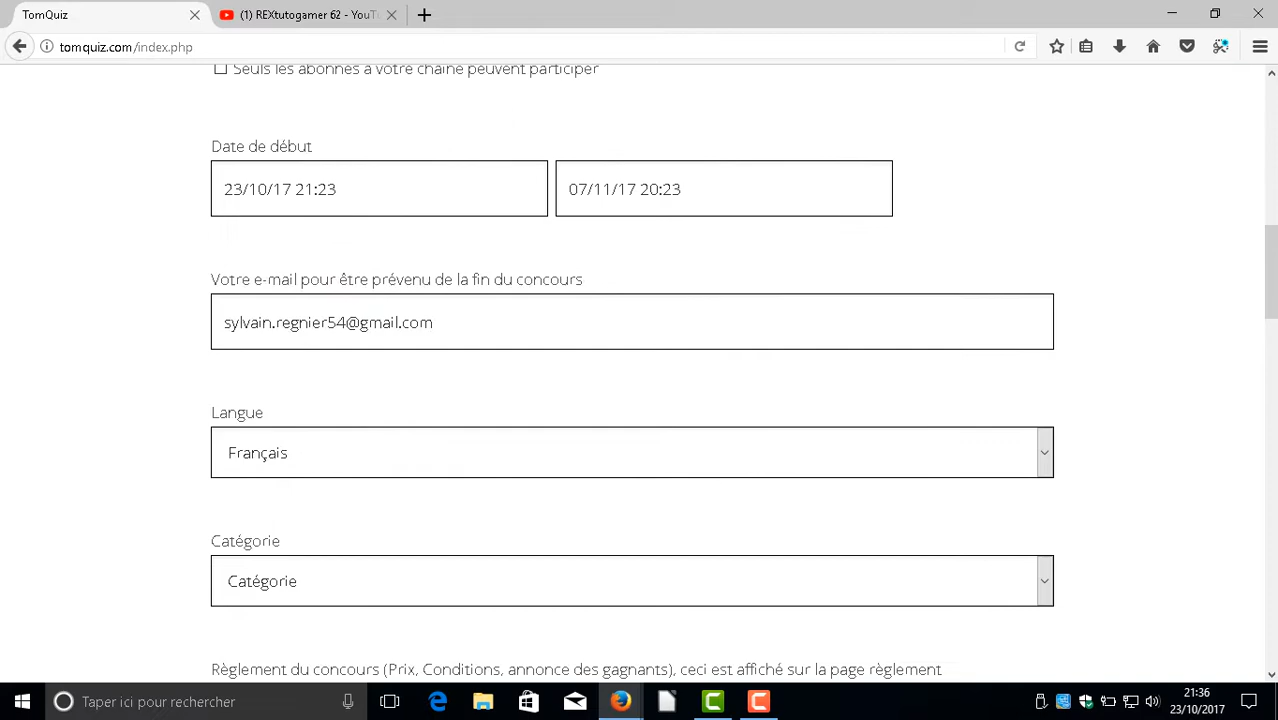 TomQuiz
(1) REXtutogamer 62 - YouT
tomquiz.com/index.php
Seuls les abonnés à votre chaîne peuvent participer
Date de début
23/10/17 21:23
07/11/17 20:23
Votre e-mail pour être prévenu de la fin du concours
sylvain.regnier54@gmail.com
Langue
Français
Catégorie
Catégorie
Règlement du concours (Prix, Conditions, annonce des gagnants), ceci est affiché sur la page règlement
Taper ici pour rechercher
21:36
23/10/2017